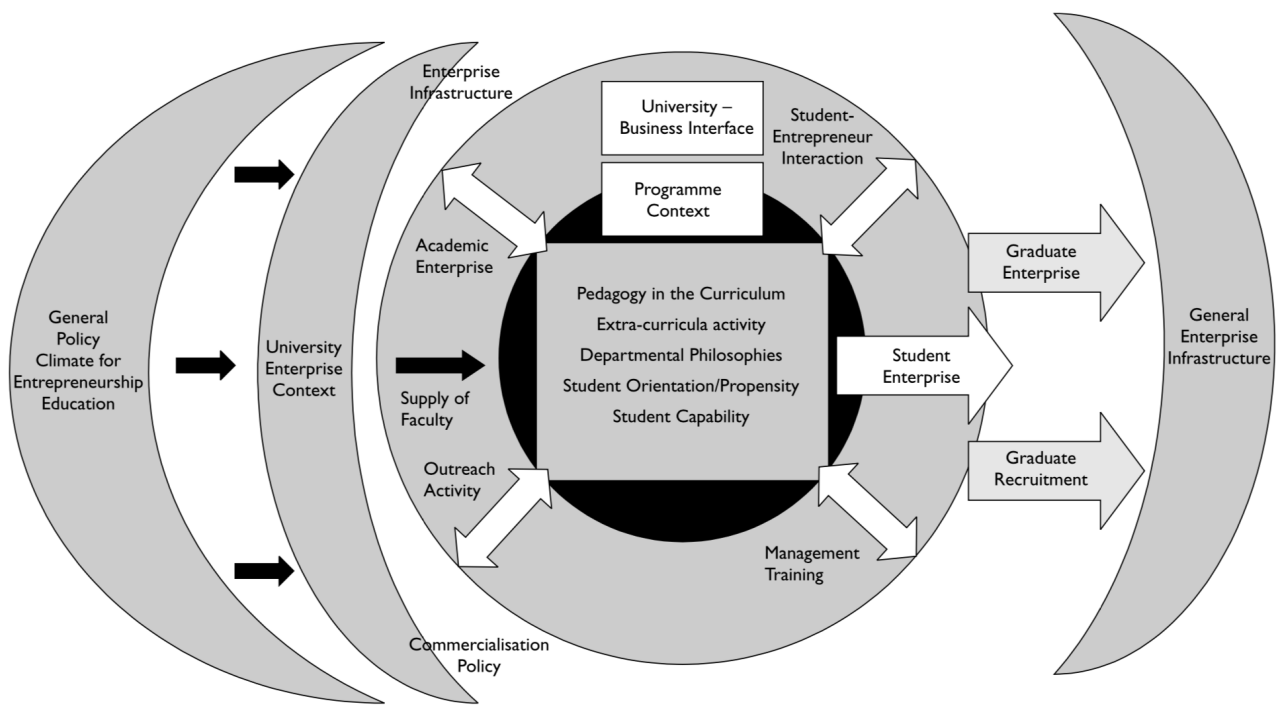 General
Policy
Climate for
Entrepreneurship
Education
University
Enterprise
Context
Enterprise
Infrastructure
Commercialisation
Policy
University –
Business Interface
Programme
Context
Student-
Entrepreneur
Interaction
Academic
Enterprise
Supply of
Faculty
Outreach
Activity
Pedagogy in the Curriculum
Extra-curricula activity
Departmental Philosophies
Student Orientation/Propensity
Student Capability
Management
Training
Graduate
Enterprise
Student
Enterprise
Graduate
Recruitment
General
Enterprise
Infrastructure